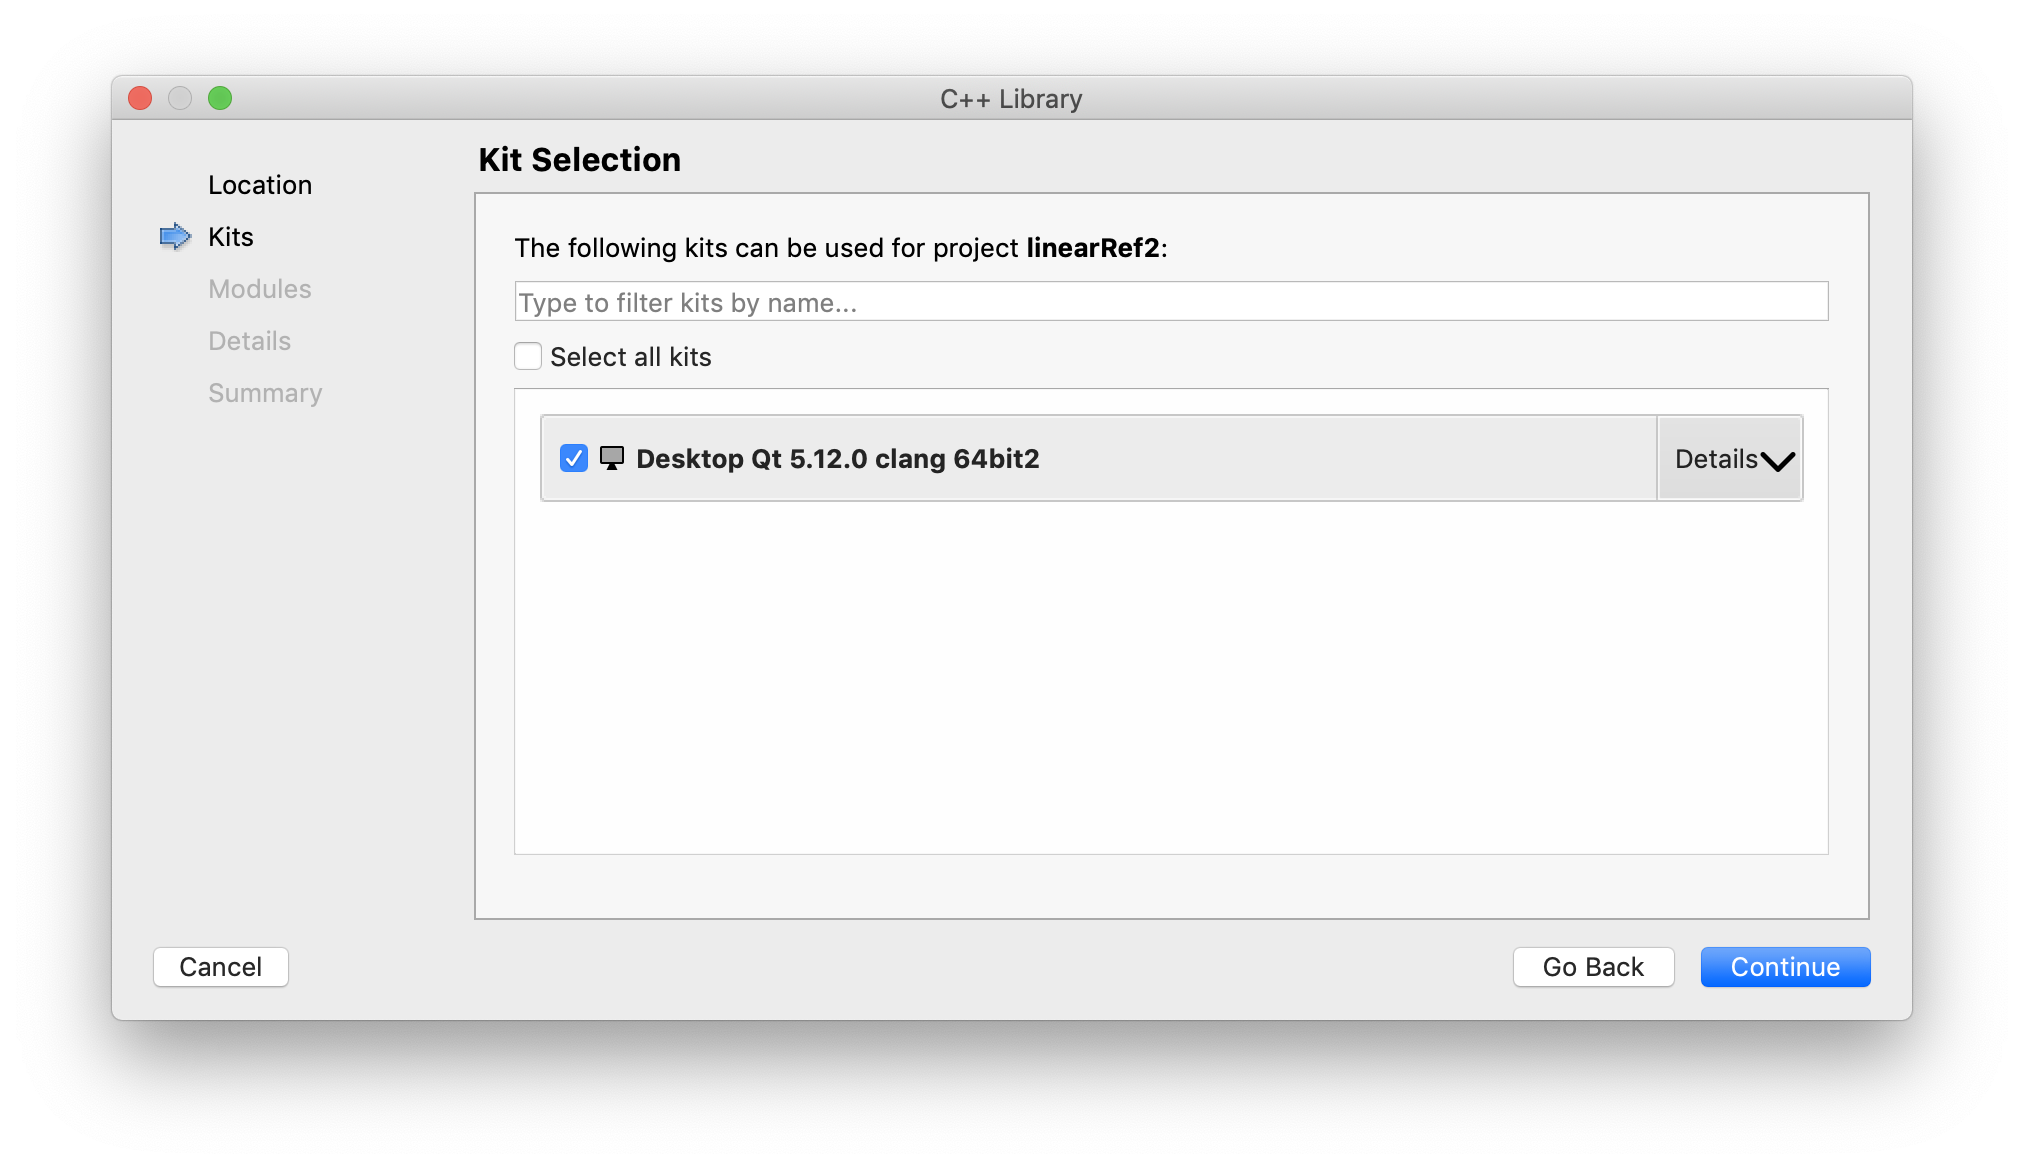 C++ Library
Location
Kits
Modules
Details
Summary
Kit Selection
The following kits can be used for project linearRef2:
Type to filter kits by name...
Select all kits
Desktop Qt 5.12.0 clang 64bit2
Details
Cancel
Go Back
Continue